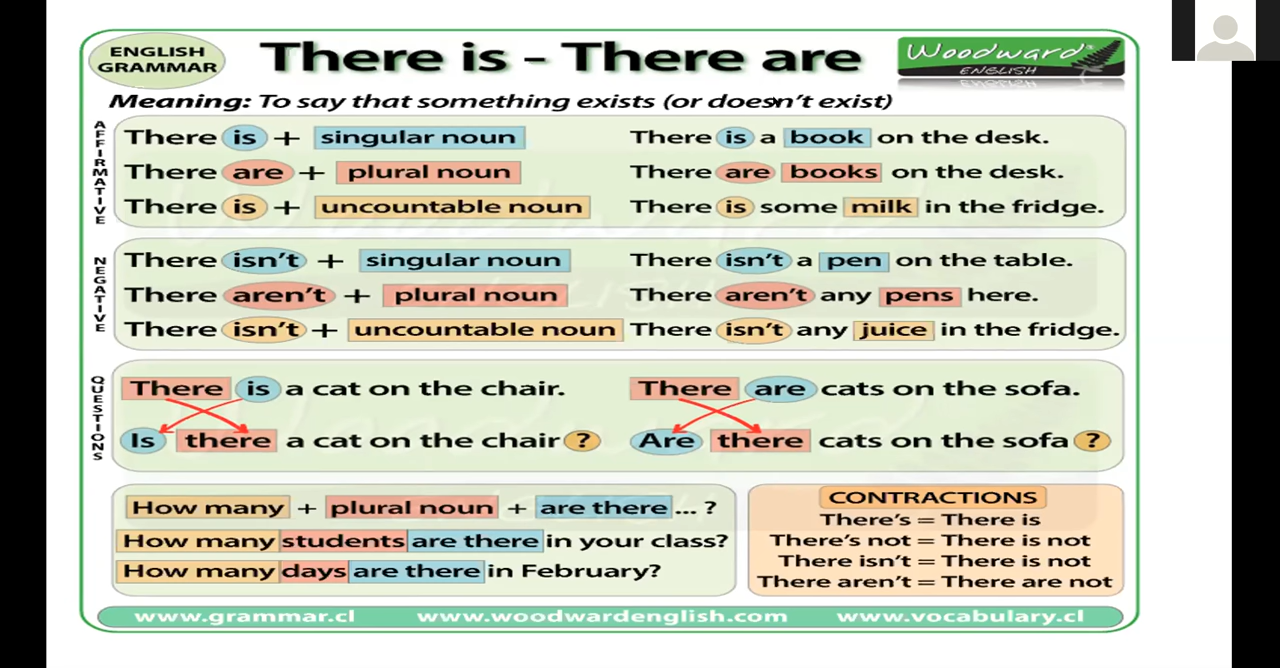 ENGLISH
GRAMMAR
There is - There are
Woodward®
ENGLISH
Meaning: To say that something exists (or doesn't exist)
AFFIRMATIVE
There is + singular noun There is a book on the desk.
There are + plural noun There are books on the desk.
There is + uncountable noun There is some milk in the fridge.
NEGATIVE
There isn't + singular noun There isn't a pen on the table.
There aren't + plural noun There aren't any pens here.
There isn't + uncountable noun There isn't any juice in the fridge.
QUESTIONS
There is a cat on the chair. There are cats on the sofa.
Is there a cat on the chair ? Are there cats on the sofa ?
How many + plural noun + are there ... ?
How many students are there in your class?
How many days are there in February?
CONTRACTIONS
There's = There is
There's not = There is not
There isn't = There is not
There aren't = There are not
www.grammar.cl www.woodwardenglish.com www.vocabulary.cl